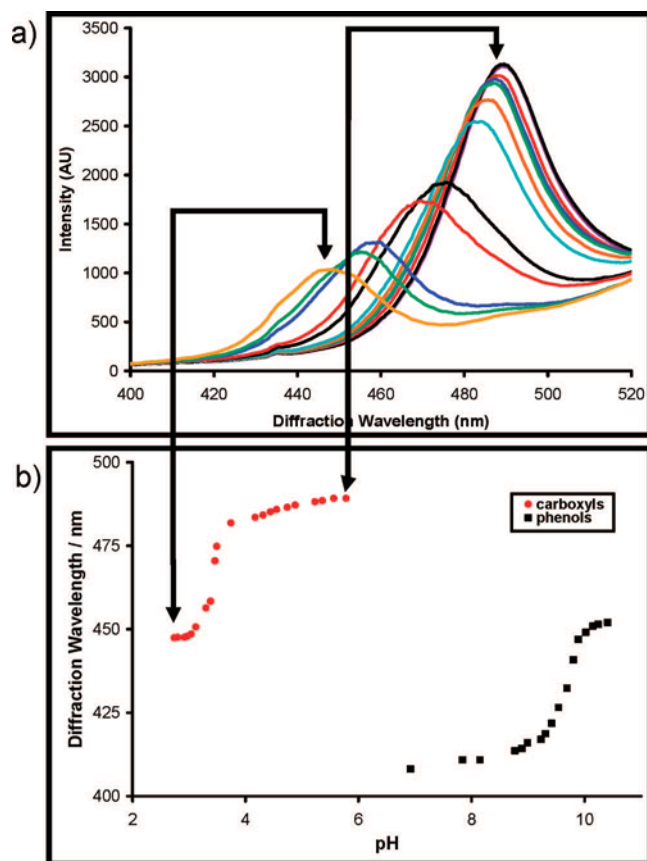 a)
3500
3000
2500
2000
1500
1000
500
0
Intensity (AU)
400 420 440 460 480 500 520
Diffraction Wavelength (nm)
b)
500
475
450
425
400
Diffraction Wavelength / nm
carboxyls
phenols
2 4 6 8 10
pH